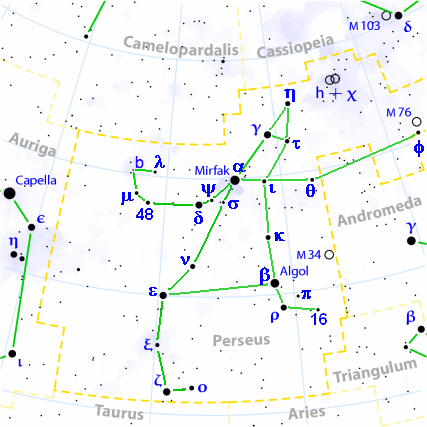 M 103
δ
Camelopardalis
Cassiopeia
h + χ
η
M 76
γ
τ
φ
Auriga
b
λ
Mirfak
α
Capella
μ
48
ψ
δ
σ
ι
θ
Andromeda
ϵ
η
κ
γ
ν
M 34
β
Algol
ε
π
ρ
16
β
ξ
Perseus
ι
ζ
ο
Triangulum
Taurus
Aries